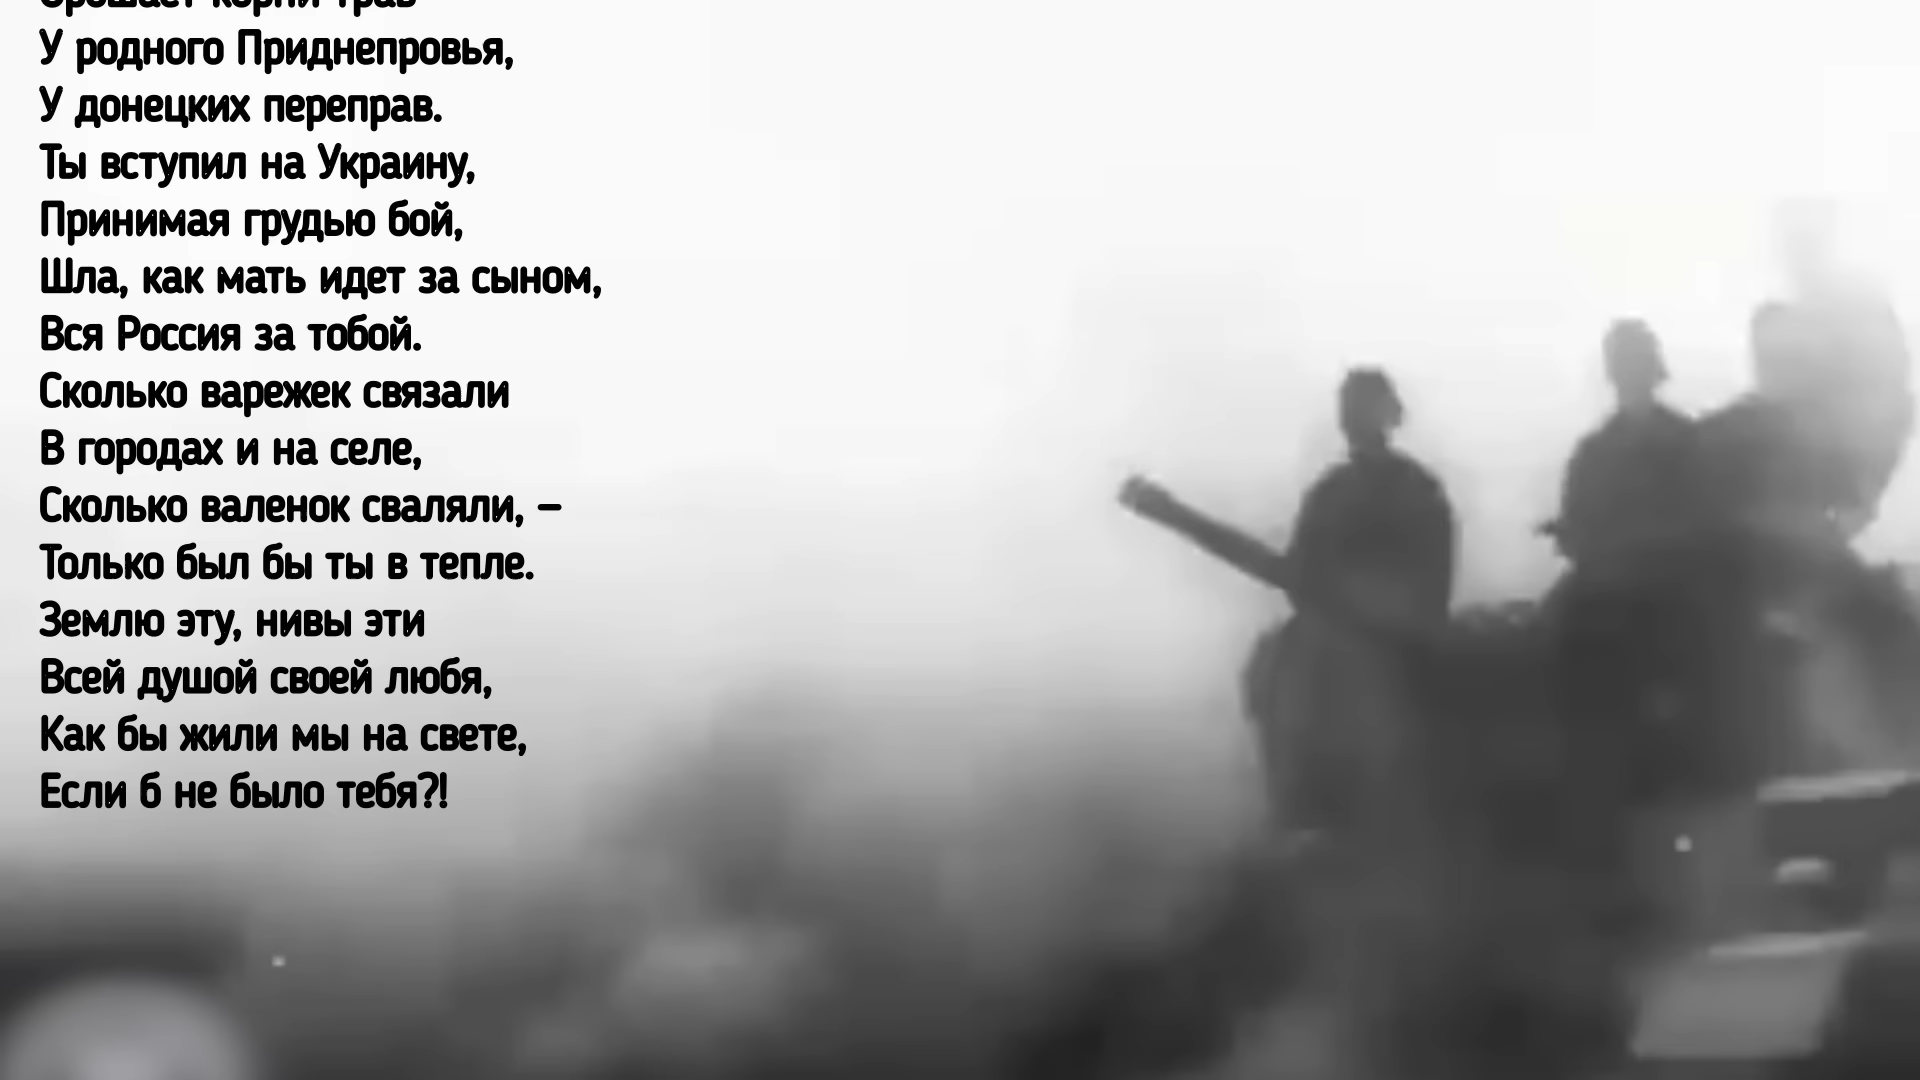 У родного Приднепровья,
У донецких переправ.
Ты вступил на Украину,
Принимая грудью бой,
Шла, как мать идет за сыном,
Вся Россия за тобой.
Сколько варежек связали
В городах и на селе,
Сколько валенок сваляли, –
Только был бы ты в тепле.
Землю эту, нивы эти
Всей душой своей любя,
Как бы жили мы на свете,
Если б не было тебя?!